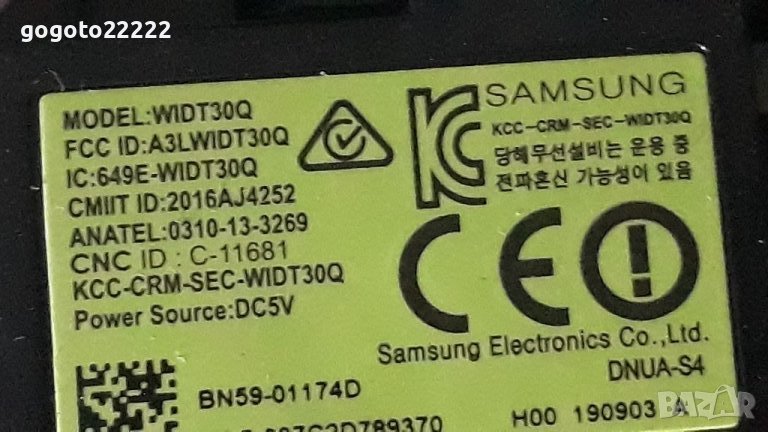 gogoto22222
MODEL:WIDT30Q
FCC ID:A3LWIDT30Q
IC:649E-WIDT30Q
CMIIT ID:2016AJ4252
ANATEL:0310-13-3269
CNC ID : C-11681
KCC-CRM-SEC-WIDT30Q
Power Source:DC5V
SAMSUNG
KCC-CRM-SEC-WIDT30Q
당해무선설비는 운용 중
전파혼신 가능성이 있음
Samsung Electronics Co.,Ltd.
DNUA-S4
BN59-01174D
H00 190903 A
BAZAR